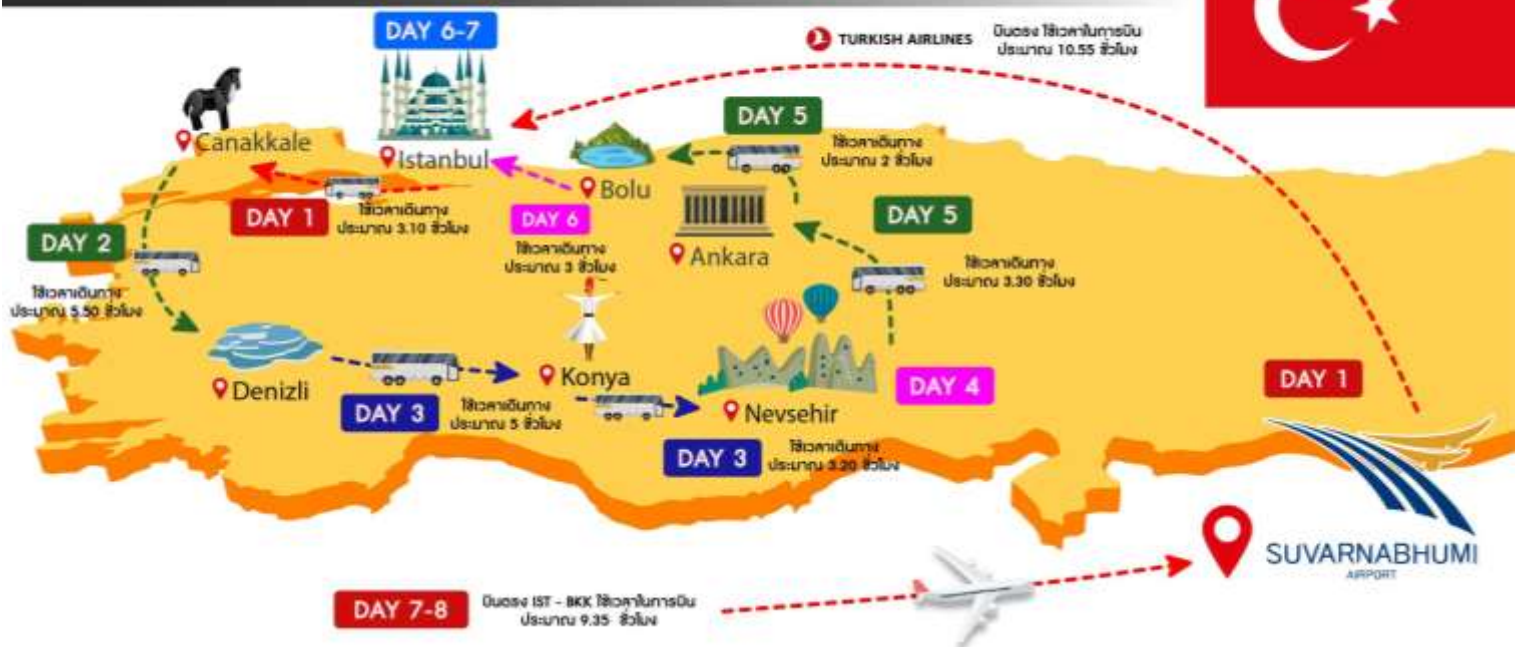 DAY 6-7
TURKISH AIRLINES
บินตรง ใช้เวลาในการบิน
ประมาณ 10.55 ชั่วโมง
Canakkale
Istanbul
DAY 5
ใช้เวลาเดินทาง
ประมาณ 2 ชั่วโมง
Bolu
DAY 1
ใช้เวลาเดินทาง
ประมาณ 3.10 ชั่วโมง
DAY 6
ใช้เวลาเดินทาง
ประมาณ 3 ชั่วโมง
Ankara
DAY 5
ใช้เวลาเดินทาง
ประมาณ 3.30 ชั่วโมง
DAY 2
ใช้เวลาเดินทาง
ประมาณ 5.50 ชั่วโมง
Denizli
DAY 3
ใช้เวลาเดินทาง
ประมาณ 5 ชั่วโมง
Konya
Nevsehir
DAY 4
DAY 3
ใช้เวลาเดินทาง
ประมาณ 3.20 ชั่วโมง
DAY 1
SUVARNABHUMI
AIRPORT
DAY 7-8
บินตรง IST - BKK ใช้เวลาในการบิน
ประมาณ 9.35 ชั่วโมง